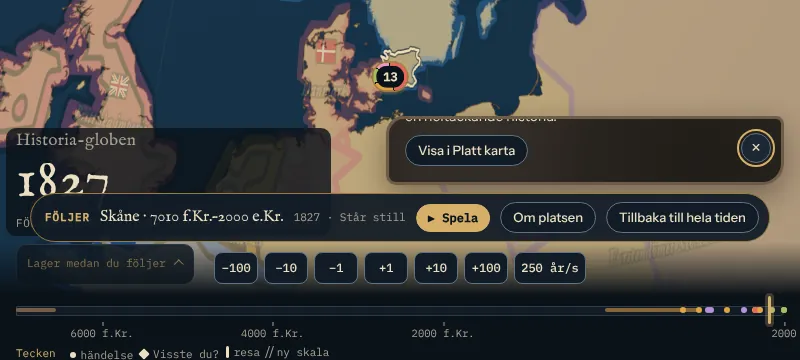 13
Visa i Platt karta
×
Historia-globen
1827
FÖLJER Skåne · 7010 f.Kr.–2000 e.Kr. 1827 · Står still ▶ Spela Om platsen Tillbaka till hela tiden
Lager medan du följer
−100 −10 −1 +1 +10 +100 250 år/s
6000 f.Kr. 4000 f.Kr. 2000 f.Kr. 2000
Tecken händelse Visste du? resa // ny skala